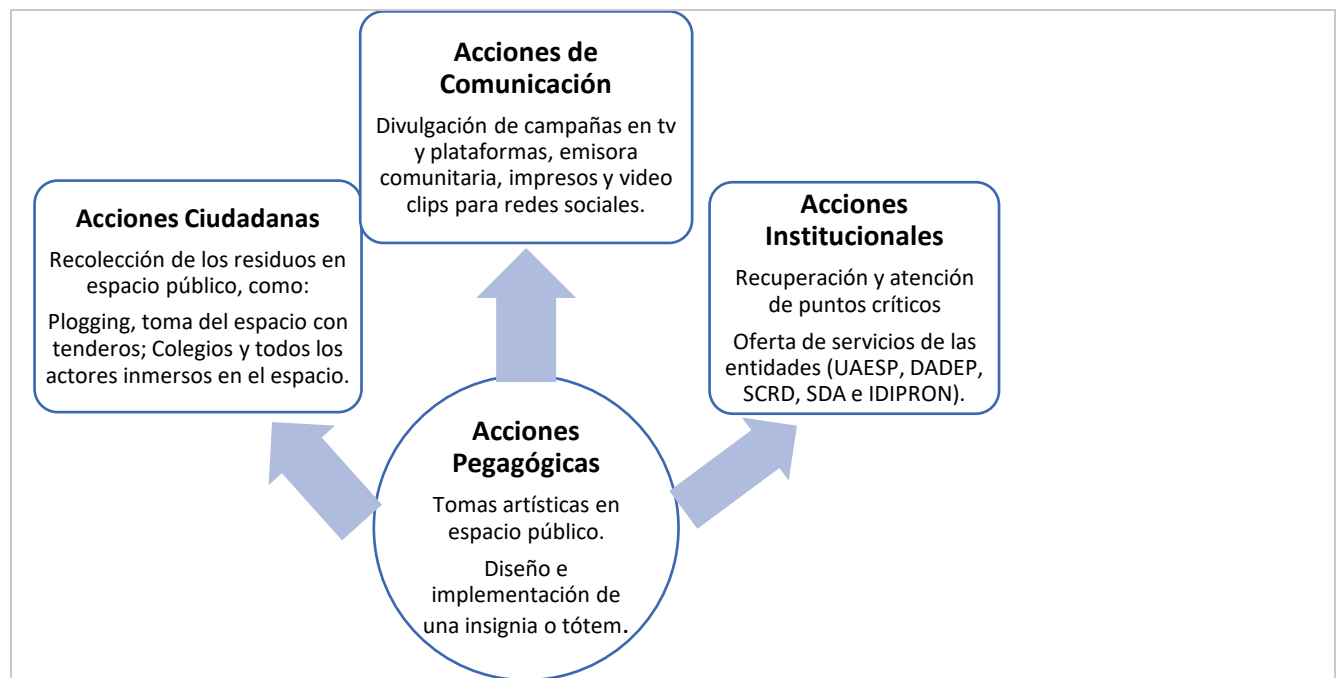 Acciones de
Comunicación
Divulgación de campañas en tv
y plataformas, emisora
comunitaria, impresos y video
clips para redes sociales.
Acciones Ciudadanas
Recolección de los residuos en
espacio público, como:
Plogging, toma del espacio con
tenderos; Colegios y todos los
actores inmersos en el espacio.
Acciones
Institucionales
Recuperación y atención
de puntos críticos
Oferta de servicios de las
entidades (UAESP, DADEP,
SCRD, SDA e IDIPRON).
Acciones
Pegagógicas
Tomas artísticas en
espacio público.
Diseño e
implementación de
una insignia o tótem.